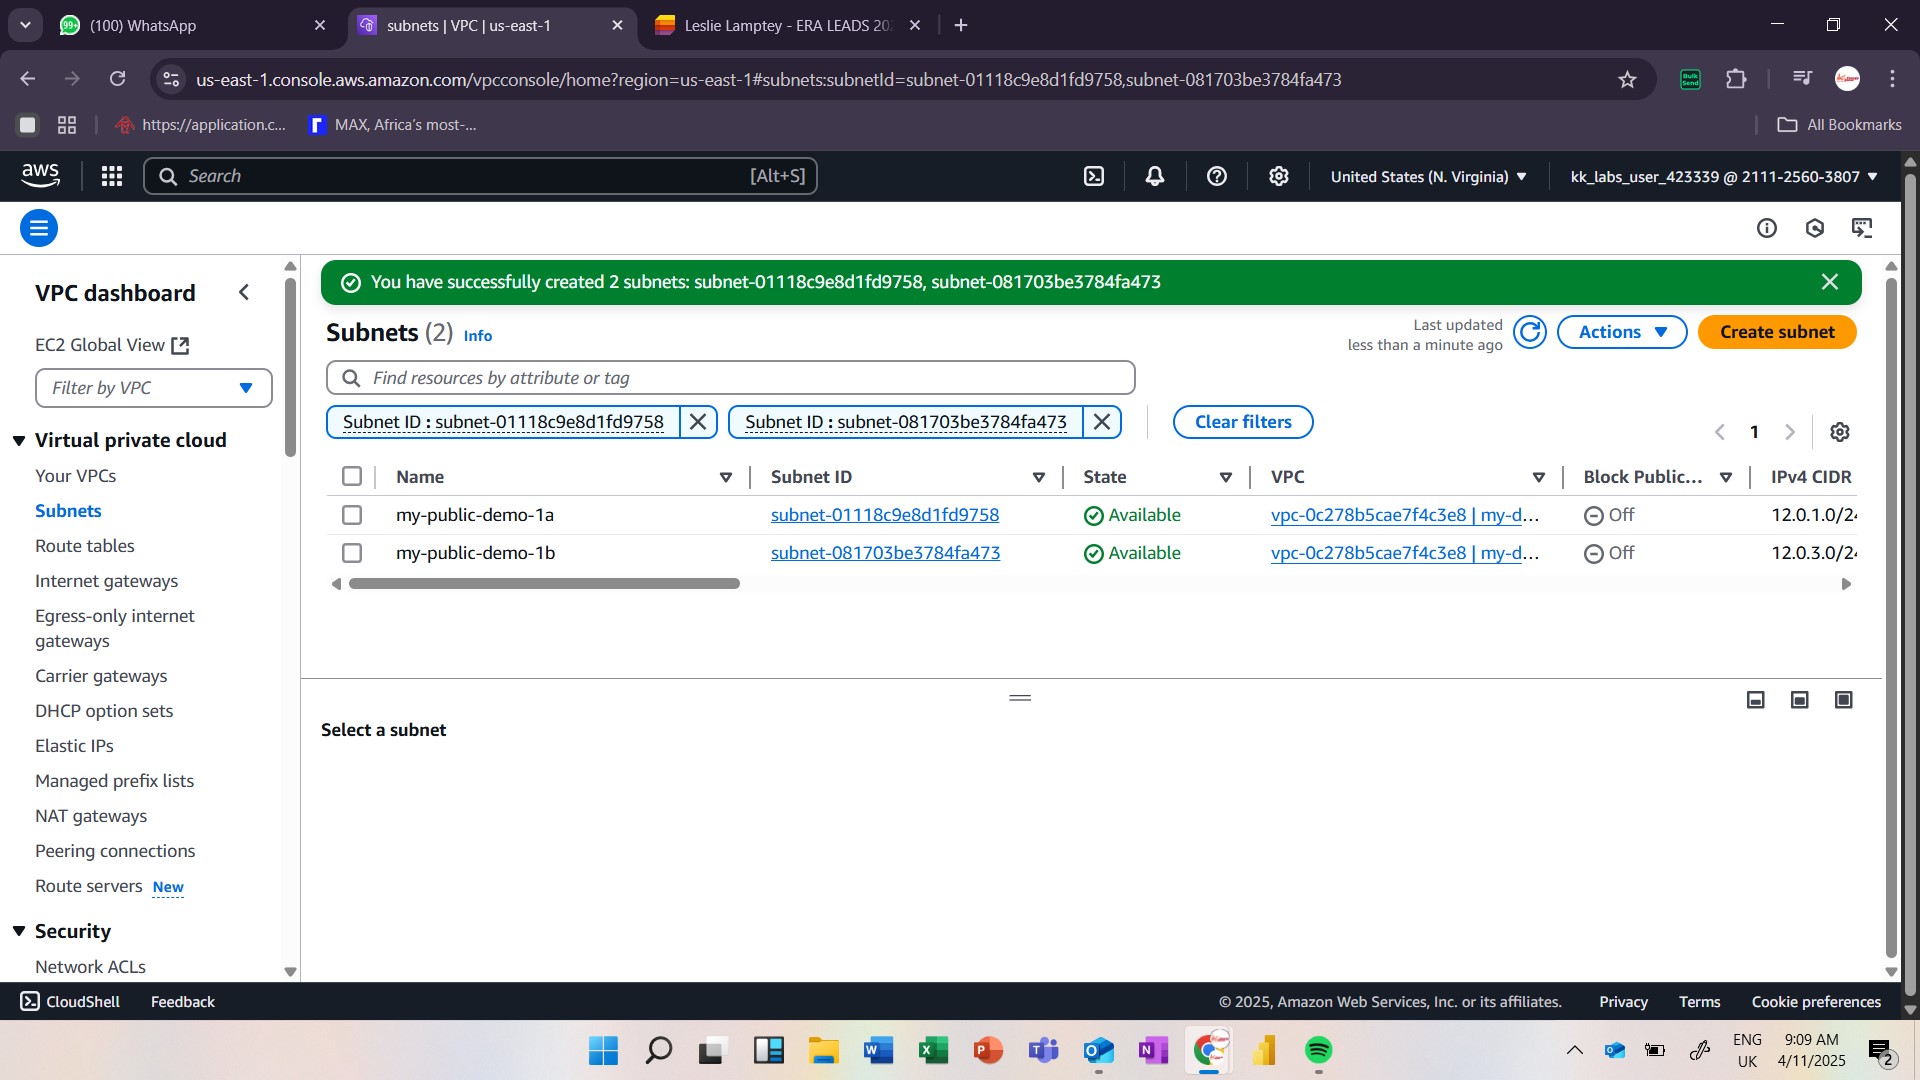 (100) WhatsApp
subnets | VPC | us-east-1
Leslie Lamptey - ERA LEADS 202
us-east-1.console.aws.amazon.com/vpcconsole/home?region=us-east-1#subnets:subnetId=subnet-01118c9e8d1fd9758,subnet-081703be3784fa473
https://application.c...
MAX, Africa's most-...
All Bookmarks
aws
Search
[Alt+S]
United States (N. Virginia)
kk_labs_user_423339 @ 2111-2560-3807
VPC dashboard
EC2 Global View
Filter by VPC
Virtual private cloud
Your VPCs
Subnets
Route tables
Internet gateways
Egress-only internet
gateways
Carrier gateways
DHCP option sets
Elastic IPs
Managed prefix lists
NAT gateways
Peering connections
Route servers New
Security
Network ACLs
You have successfully created 2 subnets: subnet-01118c9e8d1fd9758, subnet-081703be3784fa473
Subnets (2) Info
Last updated
less than a minute ago
Actions
Create subnet
Find resources by attribute or tag
Subnet ID : subnet-01118c9e8d1fd9758
Subnet ID : subnet-081703be3784fa473
Clear filters
1
Name Subnet ID State VPC Block Public... IPv4 CIDR
my-public-demo-1a subnet-01118c9e8d1fd9758 Available vpc-0c278b5cae7f4c3e8 | my-d... Off 12.0.1.0/24
my-public-demo-1b subnet-081703be3784fa473 Available vpc-0c278b5cae7f4c3e8 | my-d... Off 12.0.3.0/24
Select a subnet
CloudShell
Feedback
© 2025, Amazon Web Services, Inc. or its affiliates.
Privacy
Terms
Cookie preferences
ENG
UK
9:09 AM
4/11/2025
2